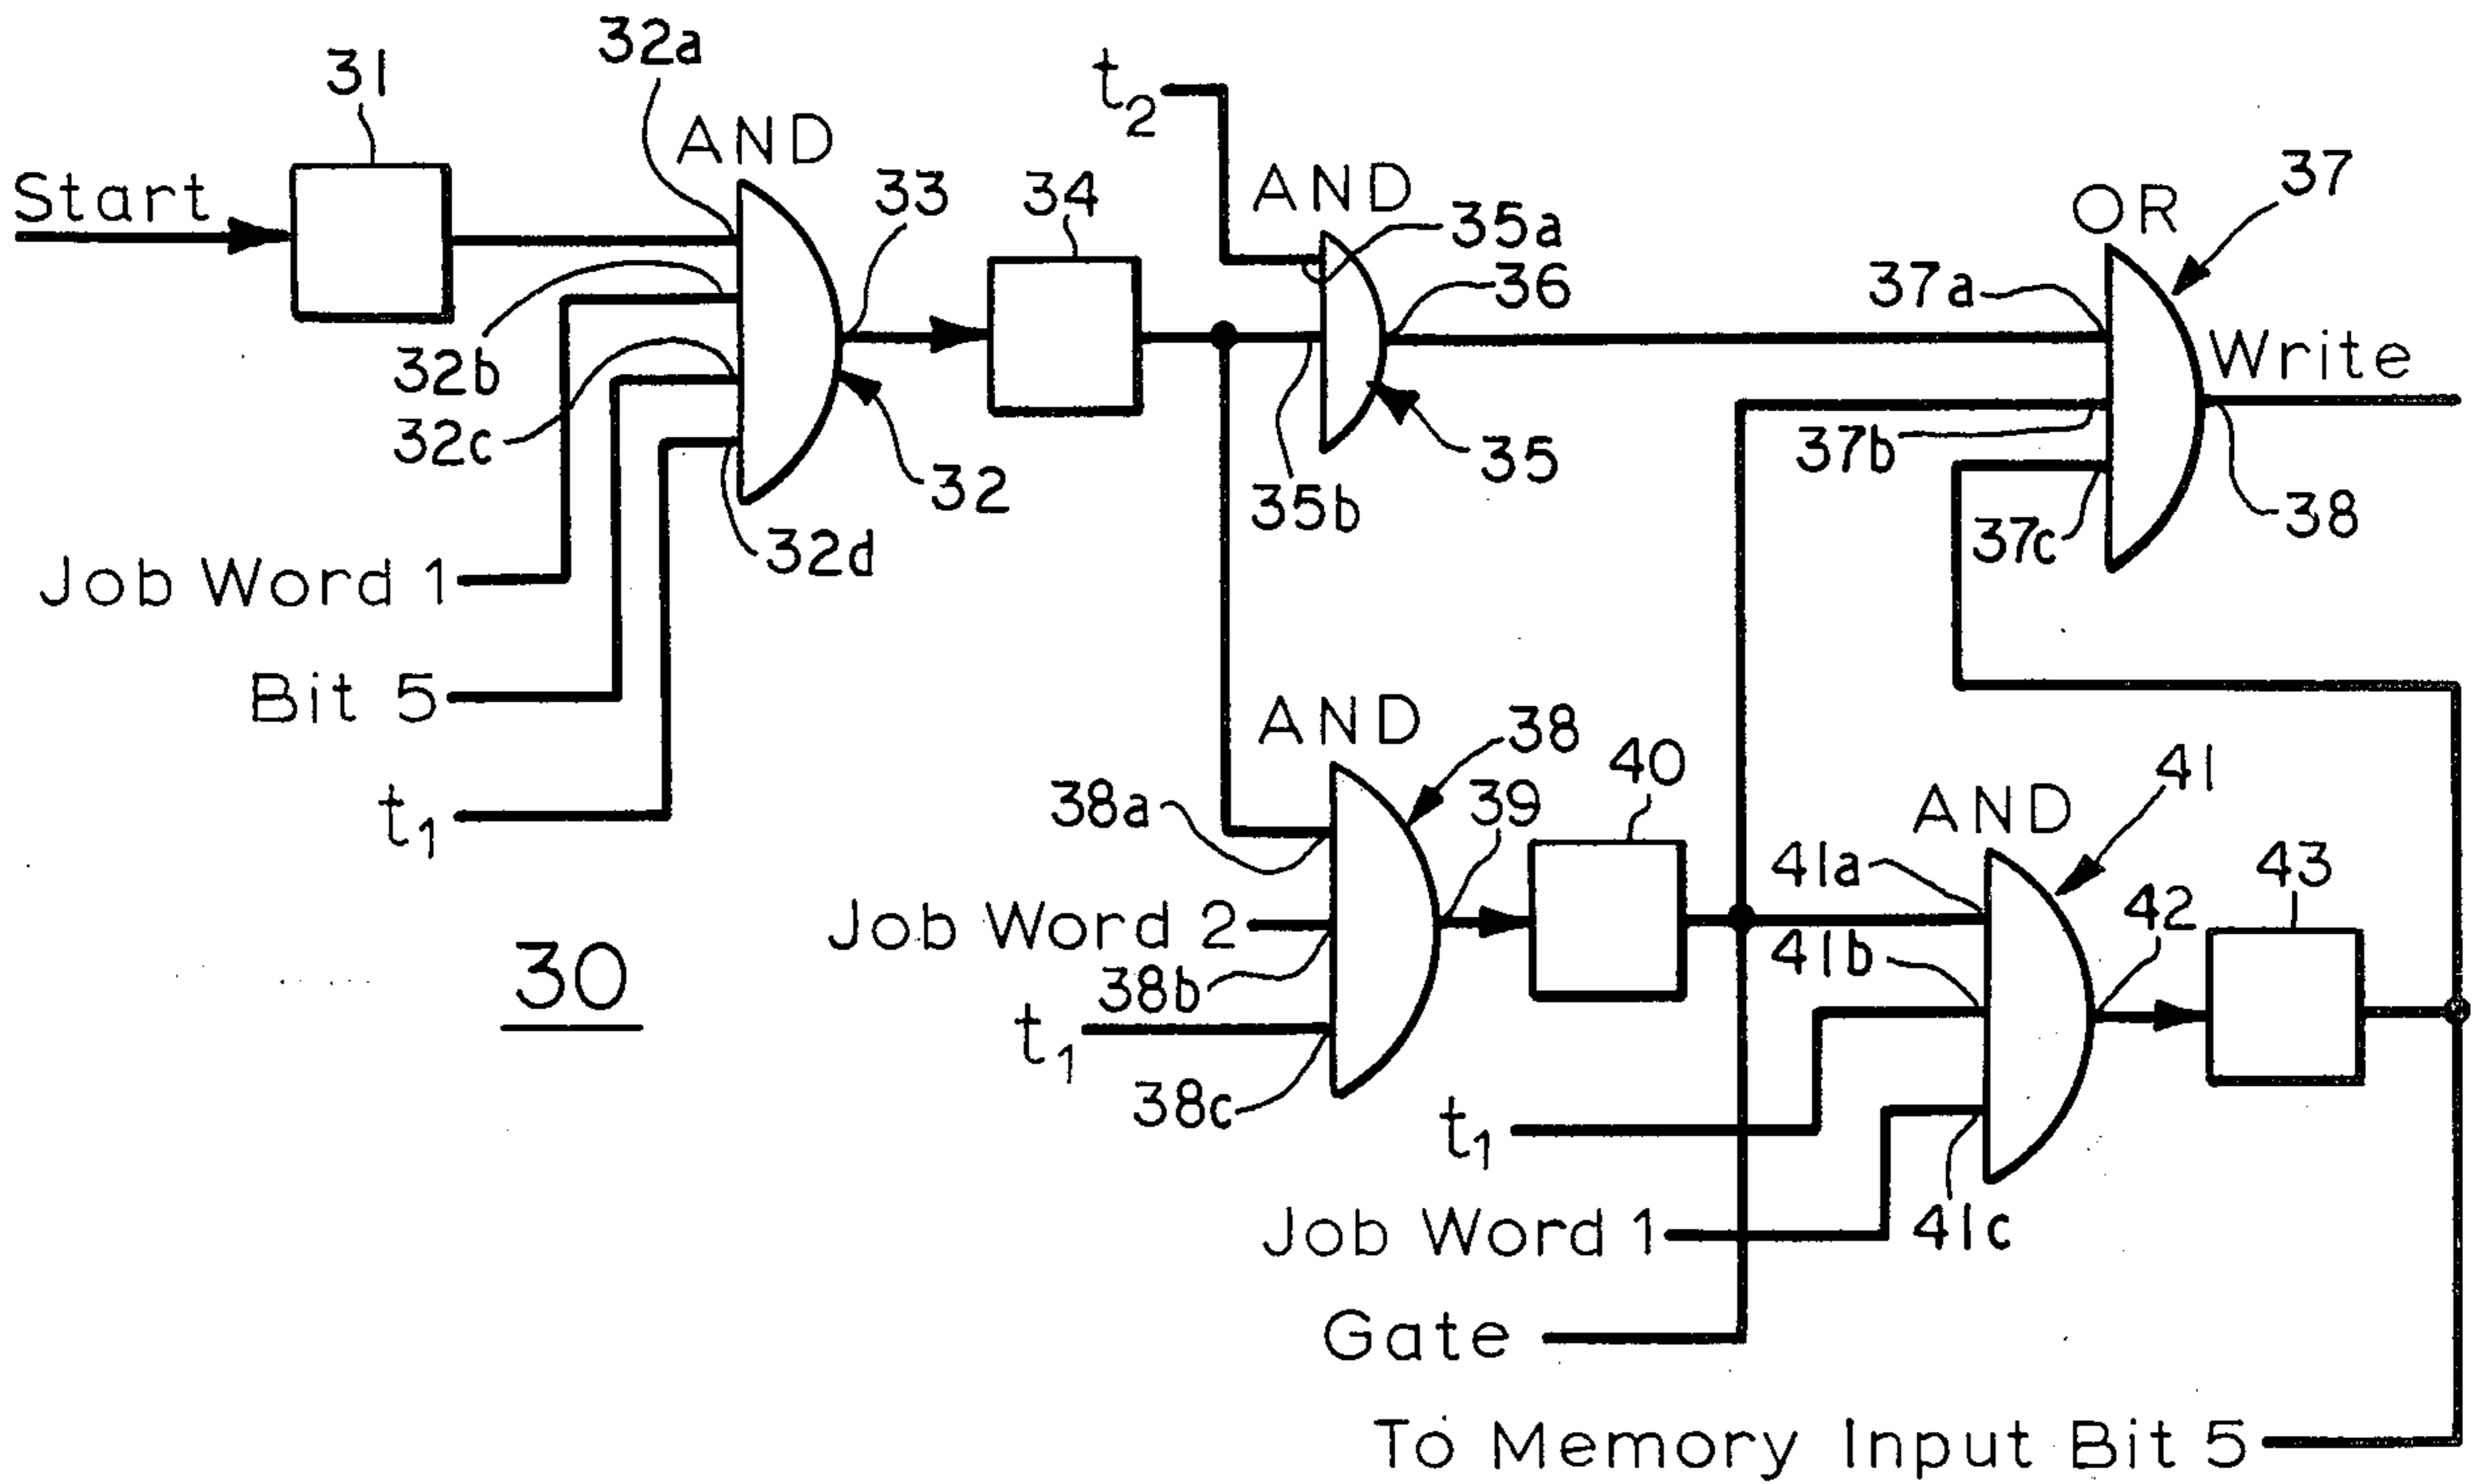 32a
31
t2
AND
37
Start
33
34
AND
OR
35a
36
37a
Write
32b
32c
37b
35
32
35b
38
37c
32d
Job Word 1
Bit 5
AND
38
40
41
t1
38a
39
AND
41a
43
42
Job Word 2
41b
30
38b
t1
38c
t1
Job Word 1
41c
Gate
To Memory Input Bit 5